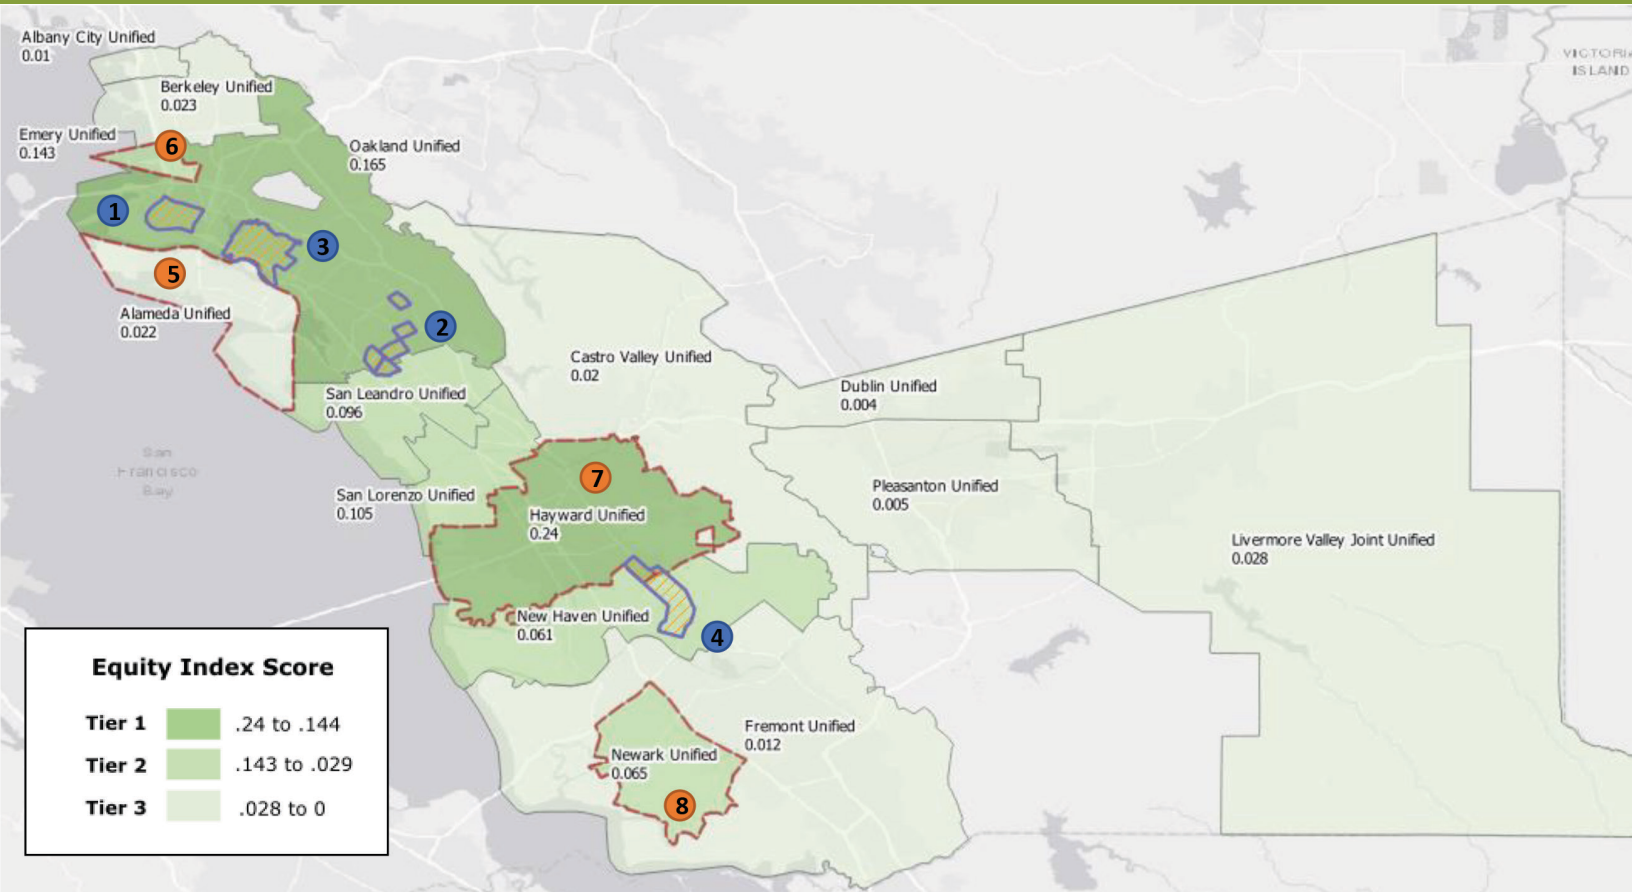 Albany City Unified
0.01
Berkeley Unified
0.023
Emery Unified
0.143
6
Oakland Unified
0.165
1
3
5
Alameda Unified
0.022
2
San Leandro Unified
0.096
Castro Valley Unified
0.02
Dublin Unified
0.004
San
Francisco
Bay
San Lorenzo Unified
0.105
7
Hayward Unified
0.24
Pleasanton Unified
0.005
Livermore Valley Joint Unified
0.028
New Haven Unified
0.061
4
Fremont Unified
0.012
Newark Unified
0.065
8
ISLAND
Equity Index Score
Tier 1 .24 to .144
Tier 2 .143 to .029
Tier 3 .028 to 0